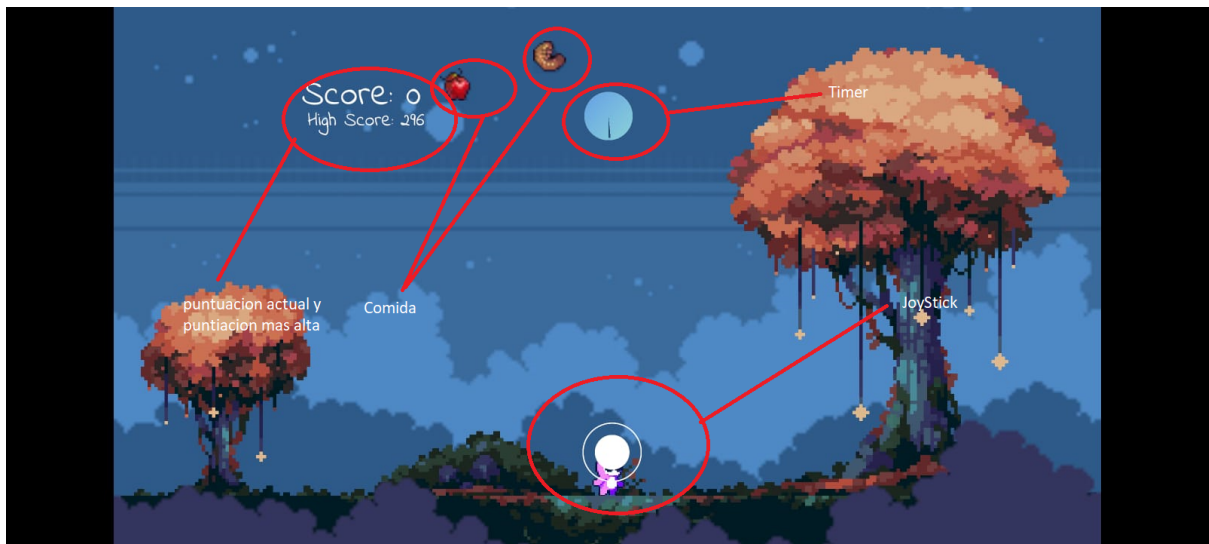 Score: 0
High Score: 296
Timer
puntuacion actual y
puntiacion mas alta
Comida
JoyStick